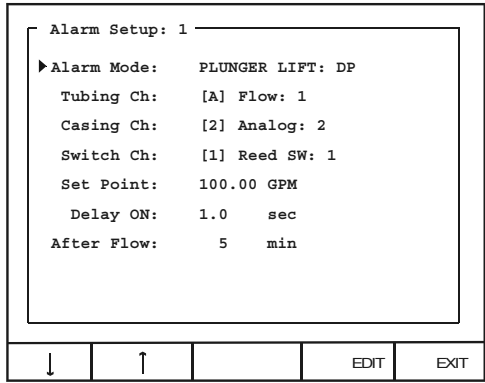 Alarm Setup: 1
Alarm Mode: PLUNGER LIFT: DP
Tubing Ch: [A] Flow: 1
Casing Ch: [2] Analog: 2
Switch Ch: [1] Reed SW: 1
Set Point: 100.00 GPM
Delay ON: 1.0 sec
After Flow: 5 min
↓ ↑ EDIT EXIT